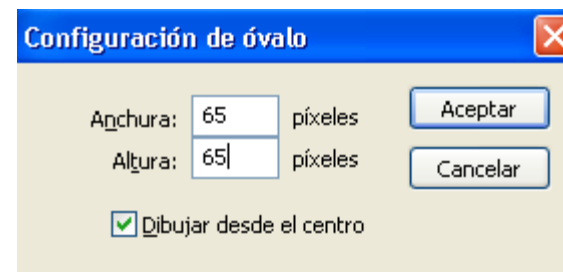 Configuración de óvalo
Anchura: 65 píxeles Aceptar
Altura: 65 píxeles Cancelar
Dibujar desde el centro